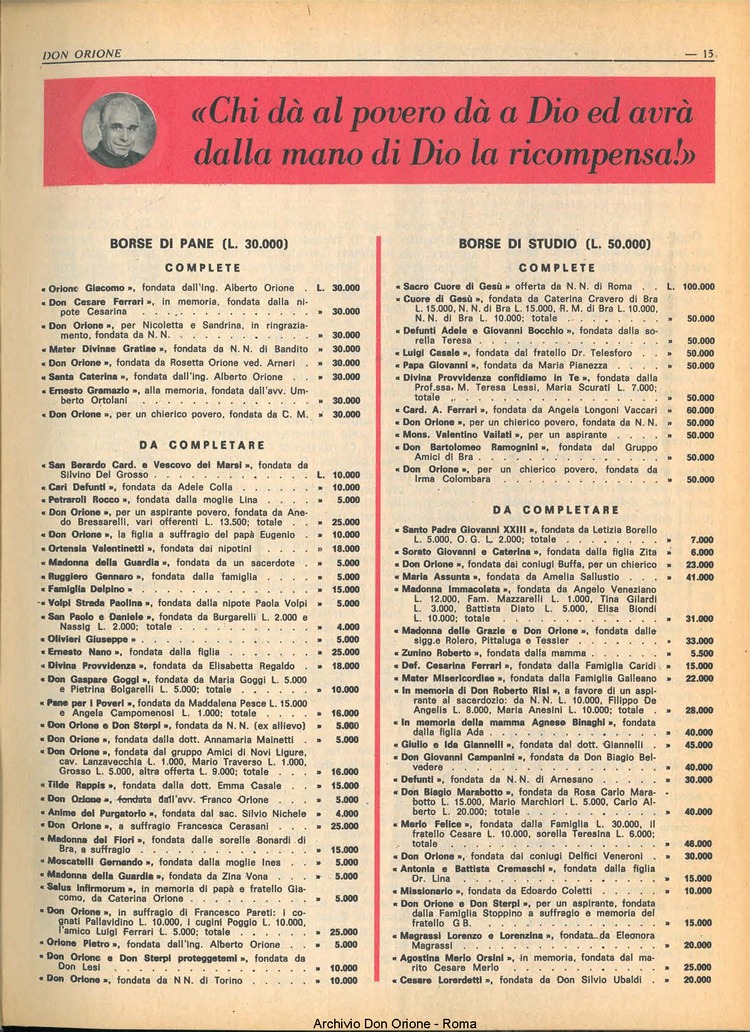 DON ORIONE
— 15
«Chi dà al povero dà a Dio ed avrà
dalla mano di Dio la ricompensa!»
BORSE DI PANE (L. 30.000)
COMPLETE
« Orione Giacomo », fondata dall'ing. Alberto Orione . L. 30.000
« Don Cesare Ferrari », in memoria, fondata dalla ni-
pote Cesarina . . . . . . . . . . . » 30.000
« Don Orione », per Nicoletta e Sandrina, in ringrazia-
mento, fondata da N. N. . . . . . . . . . » 30.000
« Mater Divinae Gratiae », fondata da N. N. di Bandito » 30.000
« Don Orione », fondata da Rosetta Orione ved. Arneri . » 30.000
« Santa Caterina », fondata dall'ing. Alberto Orione . . » 30.000
« Ernesto Gramazio », alla memoria, fondata dall'avv. Um-
berto Ortolani . . . . . . . . . . . » 30.000
« Don Orione », per un chierico povero, fondata da C. M. » 30.000
DA COMPLETARE
« San Berardo Card. e Vescovo dei Marsi », fondata da
Silvino Del Grosso . . . . . . . . . . L. 10.000
« Cari Defunti », fondata da Adele Colla . . . . . . » 10.000
« Petraroli Rocco », fondata dalla moglie Lina . . . . » 5.000
« Don Orione », per un aspirante povero, fondata da Ane-
do Bressarelli, vari offerenti L. 13.500; totale . . . » 25.000
« Don Orione », la figlia a suffragio del papà Eugenio . » 10.000
« Ortensia Valentinetti », fondata dai nipotini . . . . » 18.000
« Madonna della Guardia », fondata da un sacerdote . » 5.000
« Ruggiero Gennaro », fondata dalla famiglia . . . . » 5.000
« Famiglia Delpino » . . . . . . . . . . . . » 15.000
« Volpi Strada Paolina », fondata dalla nipote Paola Volpi » 5.000
« San Paolo e Daniele », fondata da Burgarelli L. 2.000 e
Nassig L. 2.000; totale . . . . . . . . . » 4.000
« Olivieri Giuseppe » . . . . . . . . . . . . » 5.000
« Ernesto Nano », fondata dalla figlia . . . . . . . » 25.000
« Divina Provvidenza », fondata da Elisabetta Regaldo . » 18.000
« Don Gaspare Goggi », fondata da Maria Goggi L. 5.000
e Pietrina Bolgarelli L. 5.000; totale . . . . . . » 10.000
« Pane per i Poveri », fondata da Maddalena Pesce L. 15.000
e Angela Campomenosi L. 1.000; totale . . . . . » 16.000
« Don Orione e Don Sterpi », fondata da N. N. (ex allievo) » 5.000
« Don Orione », fondata dalla dott. Annamaria Mainetti . » 5.000
« Don Orione », fondata dal gruppo Amici di Novi Ligure,
cav. Lanzavecchia L. 1.000, Mario Traverso L. 1.000,
Grosso L. 5.000, altra offerta L. 9.000; totale . . . » 16.000
« Tilde Rappis », fondata dalla dott. Emma Casale . . . » 15.000
« Don Orione », fondata dall'avv. Franco Orione . . . » 5.000
« Anime del Purgatorio », fondata dal sac. Silvio Nichele » 4.000
« Don Orione », a suffragio Francesca Cerasani . . . . » 25.000
« Madonna dei Fiori », fondata dalle sorelle Bonardi di
Bra, a suffragio . . . . . . . . . . . » 15.000
« Moscatelli Gernando », fondata dalla moglie Ines . . . » 5.000
« Madonna della Guardia », fondata da Zina Vona . . . » 5.000
« Salus Infirmorum », in memoria di papà e fratello Gia-
como, da Caterina Orione . . . . . . . . . » 5.000
« Don Orione », in suffragio di Francesco Pareti: i co-
gnati Pallavidino L. 10.000, i cugini Poggio L. 10.000,
l'amico Luigi Ferrari L. 5.000; totale . . . . . . » 25.000
« Orione Pietro », fondata dall'ing. Alberto Orione . . » 5.000
« Don Orione e Don Sterpi proteggetemi », fondata da
Don Lesi . . . . . . . . . . . . . » 10.000
« Don Orione », fondata da N N. di Torino . . . . . » 10.000
BORSE DI STUDIO (L. 50.000)
COMPLETE
« Sacro Cuore di Gesù » offerta da N. N. di Roma . . L. 100.000
« Cuore di Gesù », fondata da Caterina Cravero di Bra
L. 15.000, N. N. di Bra L. 15.000, R. M. di Bra L. 10.000,
N. N. di Bra L. 10.000; totale . . . . . . . . » 50.000
« Defunti Adele e Giovanni Bocchio », fondata dalla so-
rella Teresa . . . . . . . . . . . . » 50.000
« Luigi Casale », fondata dal fratello Dr. Telesforo . . . » 50.000
« Papa Giovanni », fondata da Maria Pianezza . . . . » 50.000
« Divina Provvidenza confidiamo in Te », fondata dalla
Prof.ssa M. Teresa Lessi, Maria Scurati L. 7.000;
totale . . . . . . . . . . . . . . » 50.000
« Card. A. Ferrari », fondata da Angela Longoni Vaccari » 60.000
« Don Orione », per un chierico povero, fondata da N. N. » 50.000
« Mons. Valentino Vailati », per un aspirante . . . . » 50.000
« Don Bartolomeo Ramognini », fondata dal Gruppo
Amici di Bra . . . . . . . . . . . . » 50.000
« Don Orione », per un chierico povero, fondata da
Irma Colombara . . . . . . . . . . . » 50.000
DA COMPLETARE
« Santo Padre Giovanni XXIII », fondata da Letizia Borello
L. 5.000, O. G. L. 2.000; totale . . . . . . . . » 7.000
« Sorato Giovanni e Caterina », fondata dalla figlia Zita » 6.000
« Don Orione », fondata dai coniugi Buffa, per un chierico » 23.000
« Maria Assunta », fondata da Amelia Sallustio . . . . » 41.000
« Madonna Immacolata », fondata da Angelo Veneziano
L. 12.000, Fam. Mazzarelli L. 1.000, Tina Gilardi
L. 3.000, Battista Diato L. 5.000, Elisa Biondi
L. 10.000; totale . . . . . . . . . . . » 31.000
« Madonna delle Grazie e Don Orione », fondata dalle
sigg.e Rolero, Pittaluga e Tessier . . . . . . . » 33.000
« Zunino Roberto », fondata dalla mamma . . . . . . » 5.500
« Def. Cesarina Ferrari », fondata dalla Famiglia Caridi . » 15.000
« Mater Misericordiae », fondata dalla Famiglia Galleano » 22.000
« In memoria di Don Roberto Risi », a favore di un aspi-
rante al sacerdozio: da N. N. L. 10.000, Filippo De
Angelis L. 8.000, Maria Anesini L. 10.000; totale . » 28.000
« In memoria della mamma Agnese Binaghi », fondata
dalla figlia Ada . . . . . . . . . . . » 40.000
« Giulio e Ida Giannelli », fondata dal dott. Giannelli . » 45.000
« Don Giovanni Campanini », fondata da Don Biagio Bel-
vedere . . . . . . . . . . . . . . » 40.000
« Defunti », fondata da N. N. di Arnesano . . . . . » 30.000
« Don Biagio Marabotto », fondata da Rosa Carlo Mara-
botto L. 15.000, Mario Marchiori L. 5.000, Carlo Al-
berto L. 20.000; totale . . . . . . . . . . » 40.000
« Merlo Felice », fondata dalla Famiglia L. 30.000, il
fratello Cesare L. 10.000, sorella Teresina L. 6.000;
totale . . . . . . . . . . . . . . » 46.000
« Don Orione », fondata dai coniugi Delfici Veneroni . » 30.000
« Antonia e Battista Cremaschi », fondata dalla figlia
Dr. Lina . . . . . . . . . . . . . » 15.000
« Missionario », fondata da Edoardo Coletti . . . . . » 10.000
« Don Orione e Don Sterpi », per un aspirante, fondata
dalla Famiglia Stoppino a suffragio e memoria del
fratello G B. . . . . . . . . . . . . » 15.000
« Magrassi Lorenzo e Lorenzina », fondata da Eleonora
Magrassi . . . . . . . . . . . . . » 20.000
« Agostina Merlo Orsini », in memoria, fondata dal ma-
rito Cesare Merlo . . . . . . . . . . . » 25.000
« Cesare Lorerdetti », fondata da Don Silvio Ubaldi . . » 20.000
Archivio Don Orione - Roma